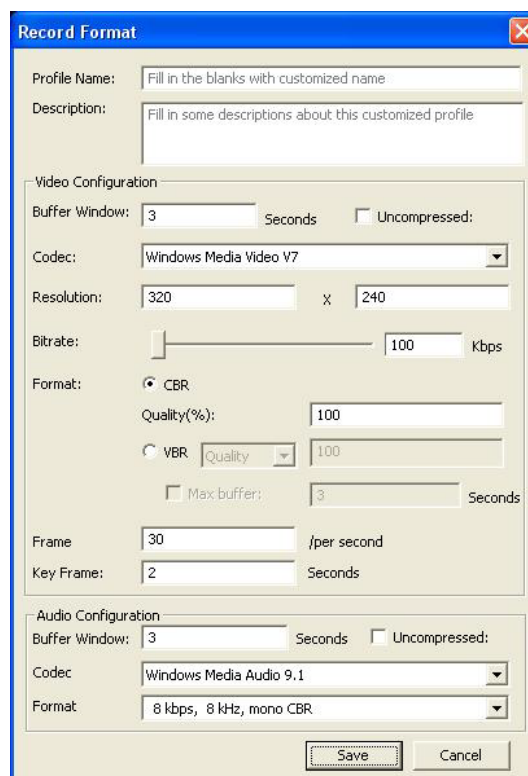 Record Format
Profile Name: Fill in the blanks with customized name
Description: Fill in some descriptions about this customized profile
Video Configuration
Buffer Window: 3 Seconds Uncompressed:
Codec: Windows Media Video V7
Resolution: 320 X 240
Bitrate: 100 Kbps
Format: CBR
Quality(%): 100
VBR Quality 100
Max buffer: 3 Seconds
Frame 30 /per second
Key Frame: 2 Seconds
Audio Configuration
Buffer Window: 3 Seconds Uncompressed:
Codec Windows Media Audio 9.1
Format 8 kbps, 8 kHz, mono CBR
Save Cancel